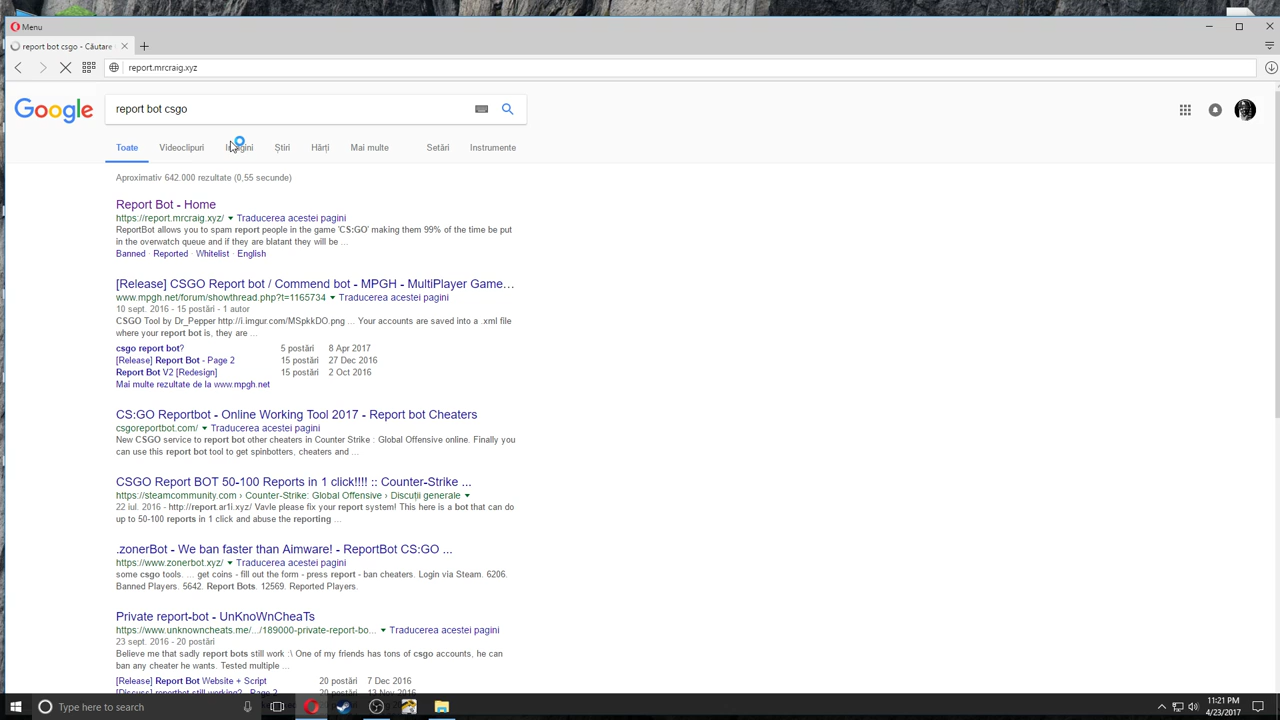 Menu
report bot csgo - Căutare
report.mrcraig.xyz
Google
report bot csgo
Toate Videoclipuri Imagini Știri Hărți Mai multe Setări Instrumente
Aproximativ 642.000 rezultate (0,55 secunde)
Report Bot - Home
https://report.mrcraig.xyz/ Traducerea acestei pagini
ReportBot allows you to spam report people in the game 'CS:GO' making them 99% of the time be put
in the overwatch queue and if they are blatant they will be ...
Banned · Reported · Whitelist · English
[Release] CSGO Report bot / Commend bot - MPGH - MultiPlayer Game…
www.mpgh.net/forum/showthread.php?t=1165734 Traducerea acestei pagini
10 sept. 2016 - 15 postări - 1 autor
CSGO Tool by Dr_Pepper http://i.imgur.com/MSpkkDO.png ... Your accounts are saved into a .xml file
where your report bot is, they are ...
csgo report bot? 5 postări 8 Apr 2017
[Release] Report Bot - Page 2 15 postări 27 Dec 2016
Report Bot V2 [Redesign] 15 postări 2 Oct 2016
Mai multe rezultate de la www.mpgh.net
CS:GO Reportbot - Online Working Tool 2017 - Report bot Cheaters
csgoreportbot.com/ Traducerea acestei pagini
New CSGO service to report bot other cheaters in Counter Strike : Global Offensive online. Finally you
can use this report bot tool to get spinbotters, cheaters and ...
CSGO Report BOT 50-100 Reports in 1 click!!!! :: Counter-Strike ...
https://steamcommunity.com › Counter-Strike: Global Offensive › Discuții generale
22 iul. 2016 - http://report.ar1i.xyz/ Vavle please fix your report system! This here is a bot that can do
up to 50-100 reports in 1 click and abuse the reporting ...
.zonerBot - We ban faster than Aimware! - ReportBot CS:GO ...
https://www.zonerbot.xyz/ Traducerea acestei pagini
some csgo tools. ... get coins - fill out the form - press report - ban cheaters. Login via Steam. 6206.
Banned Players. 5642. Report Bots. 12569. Reported Players.
Private report-bot - UnKnoWnCheaTs
https://www.unknowncheats.me/.../189000-private-report-bo... Traducerea acestei pagini
23 sept. 2016 - 20 postări
Believe me that sadly report bots still work :\ One of my friends has tons of csgo accounts, he can
ban any cheater he wants. Tested multiple ...
[Release] Report Bot Website + Script 20 postări 7 Dec 2016
[Discuss] reportbot still working? - Page 2 20 postări 13 Nov 2016
Type here to search
11:21 PM
4/23/2017